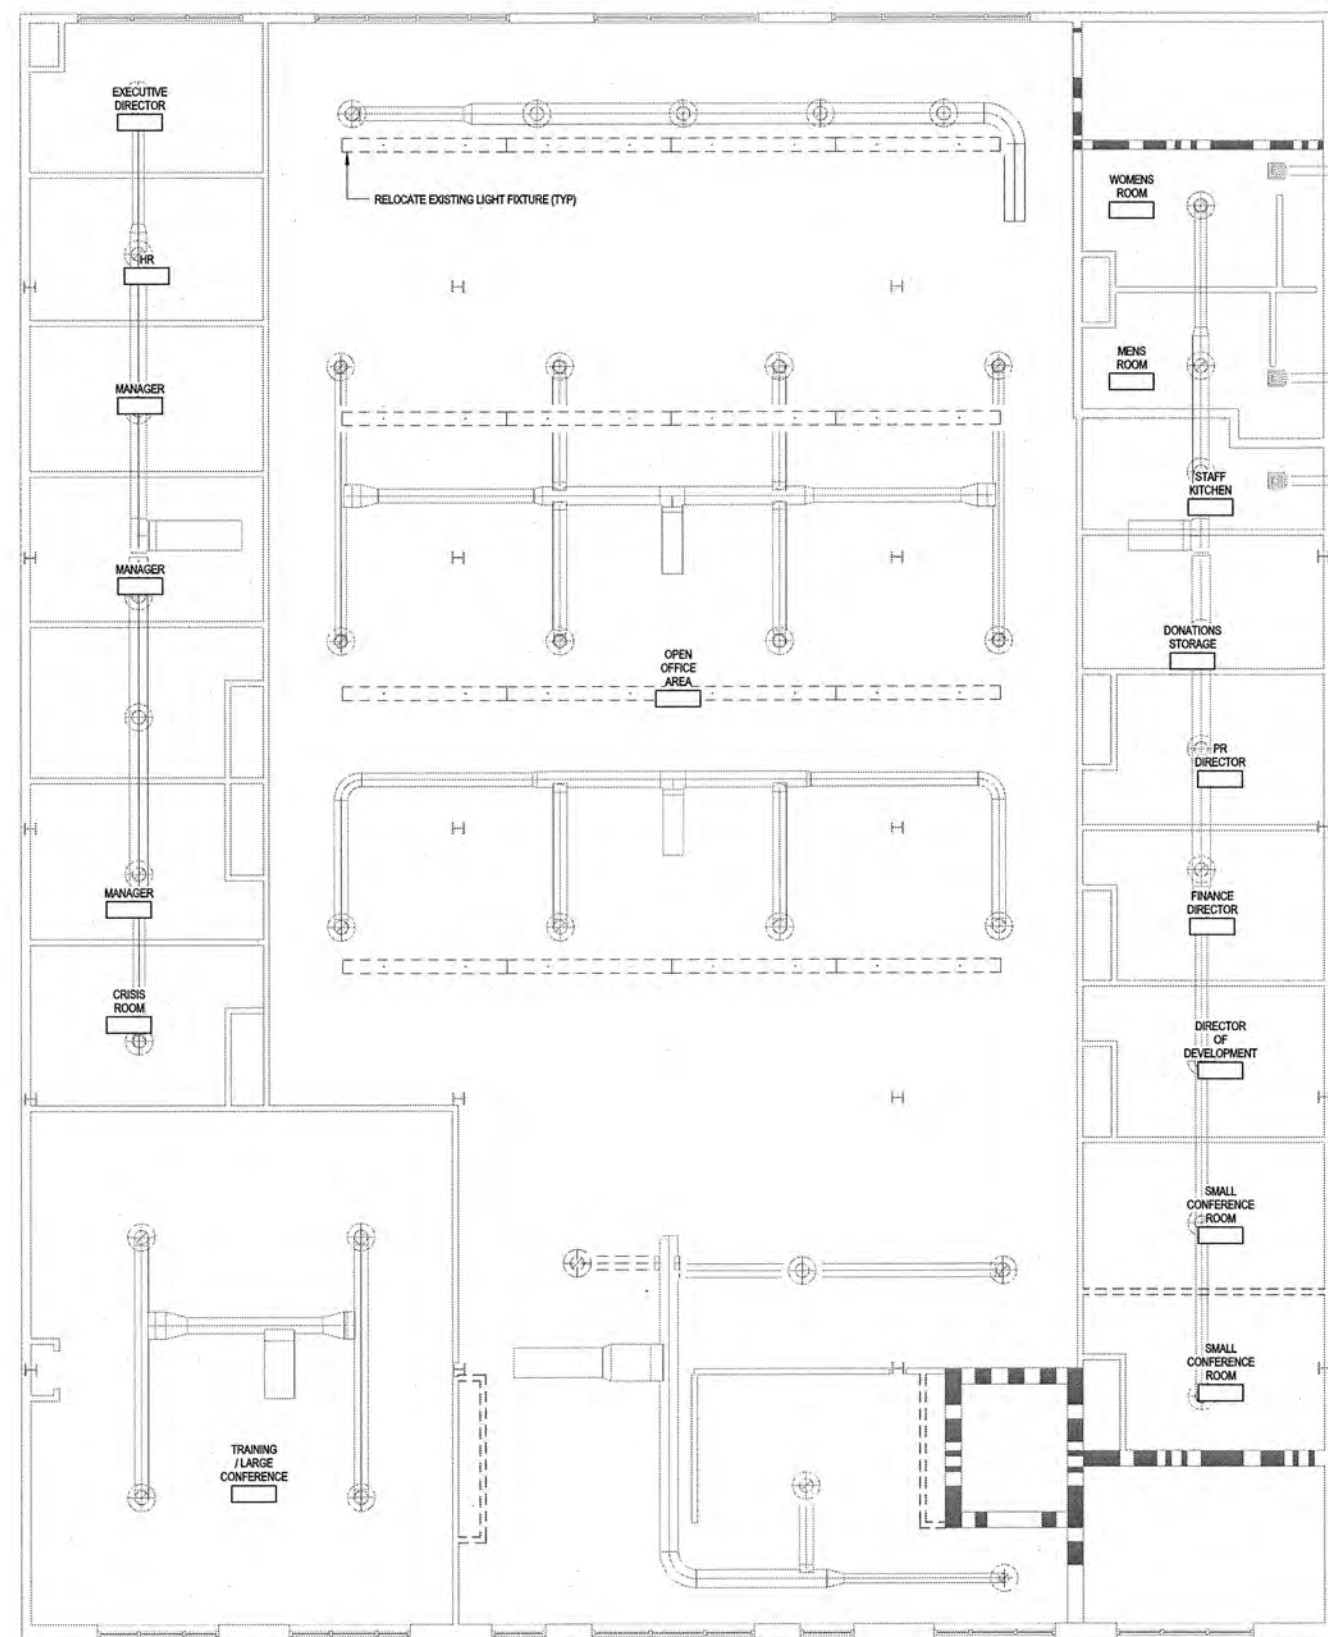 EXECUTIVE
DIRECTOR
RELOCATE EXISTING LIGHT FIXTURE (TYP)
WOMENS
ROOM
HR
MANAGER
MENS
ROOM
STAFF
KITCHEN
MANAGER
DONATIONS
STORAGE
OPEN
OFFICE
AREA
PR
DIRECTOR
MANAGER
FINANCE
DIRECTOR
CRISIS
ROOM
DIRECTOR
OF
DEVELOPMENT
SMALL
CONFERENCE
ROOM
SMALL
CONFERENCE
ROOM
TRAINING
/ LARGE
CONFERENCE